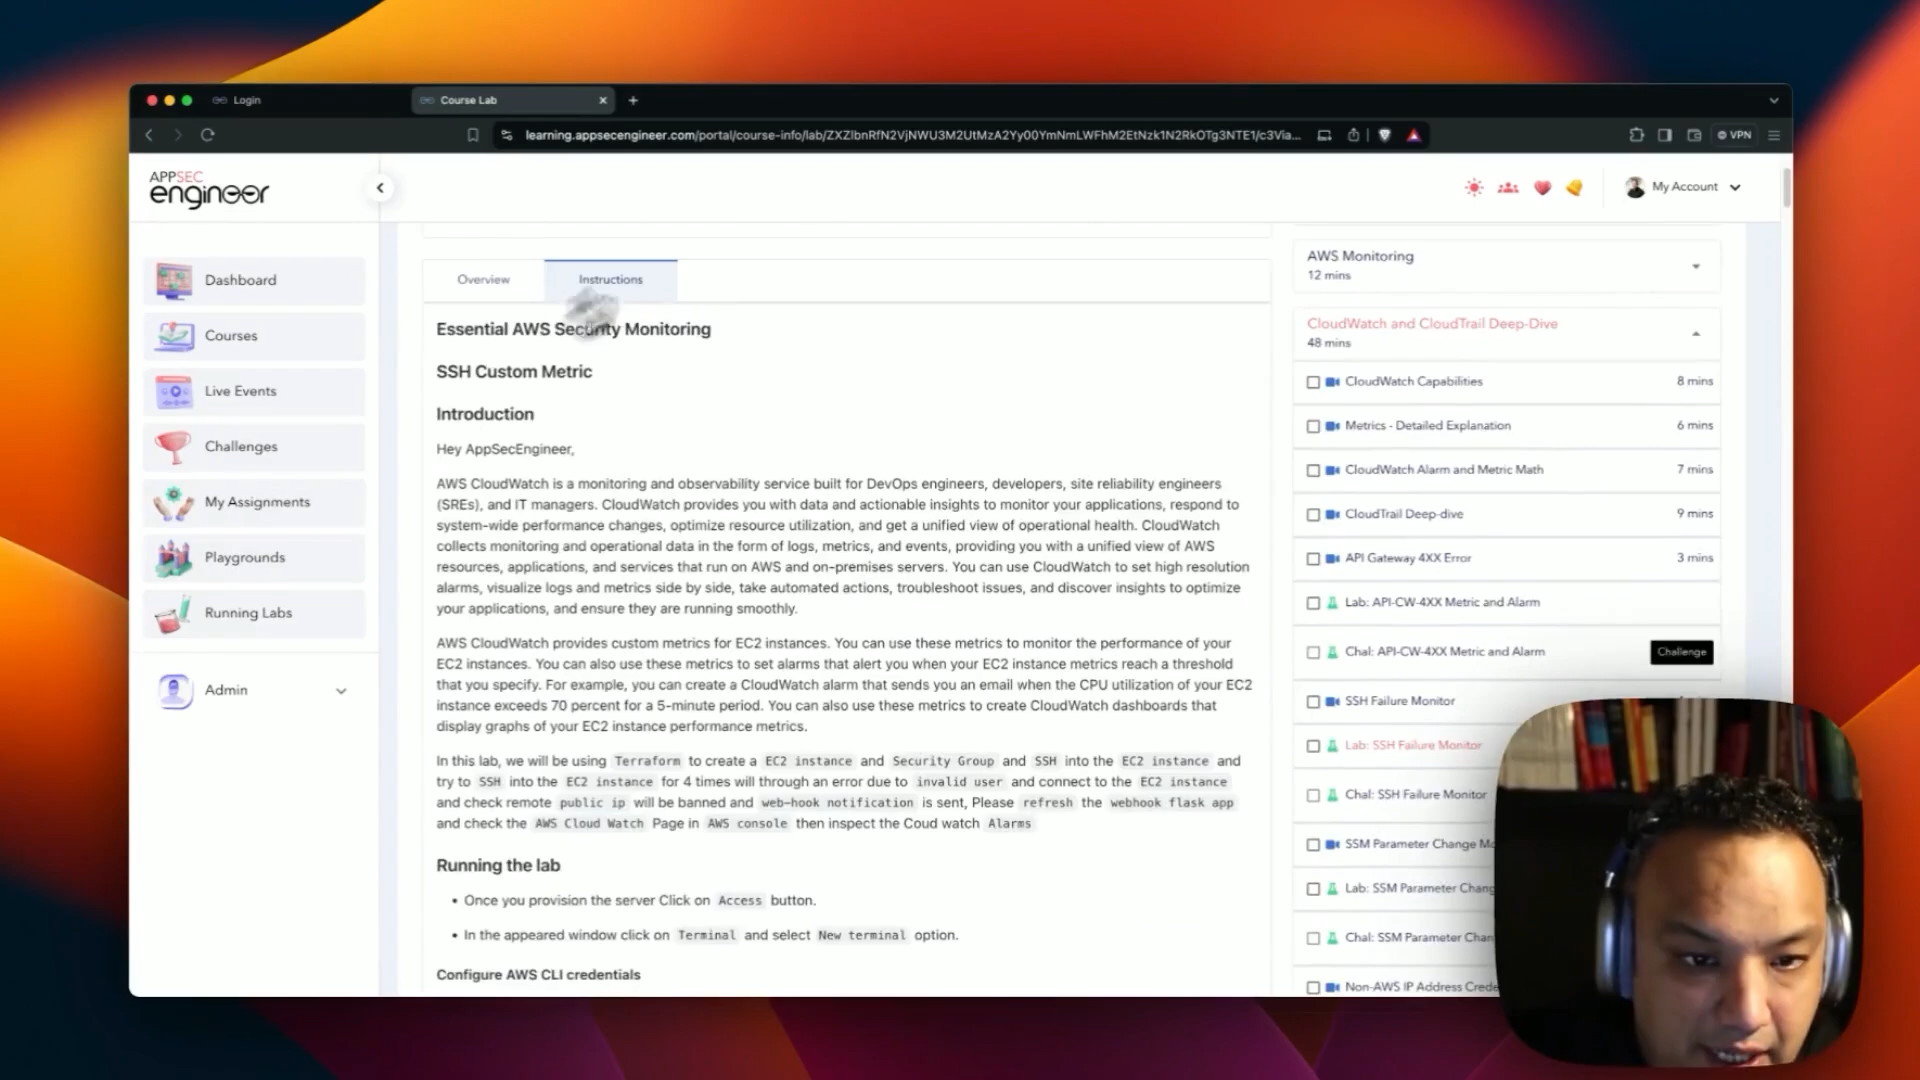 Login
Course Lab
learning.appsecengineer.com/portal/course-info/lab/ZXZlbnRfN2VjNWU3M2UtMzA2Yy00YmNmLWFhM2EtNzk1N2RkOTg3NTE1/c3Via...
VPN
APPSEC
engineer
My Account
Dashboard
Courses
Live Events
Challenges
My Assignments
Playgrounds
Running Labs
Admin
Overview
Instructions
Essential AWS Security Monitoring
SSH Custom Metric
Introduction
Hey AppSecEngineer,
AWS CloudWatch is a monitoring and observability service built for DevOps engineers, developers, site reliability engineers
(SREs), and IT managers. CloudWatch provides you with data and actionable insights to monitor your applications, respond to
system-wide performance changes, optimize resource utilization, and get a unified view of operational health. CloudWatch
collects monitoring and operational data in the form of logs, metrics, and events, providing you with a unified view of AWS
resources, applications, and services that run on AWS and on-premises servers. You can use CloudWatch to set high resolution
alarms, visualize logs and metrics side by side, take automated actions, troubleshoot issues, and discover insights to optimize
your applications, and ensure they are running smoothly.
AWS CloudWatch provides custom metrics for EC2 instances. You can use these metrics to monitor the performance of your
EC2 instances. You can also use these metrics to set alarms that alert you when your EC2 instance metrics reach a threshold
that you specify. For example, you can create a CloudWatch alarm that sends you an email when the CPU utilization of your EC2
instance exceeds 70 percent for a 5-minute period. You can also use these metrics to create CloudWatch dashboards that
display graphs of your EC2 instance performance metrics.
In this lab, we will be using Terraform to create a EC2 instance and Security Group and SSH into the EC2 instance and
try to SSH into the EC2 instance for 4 times will through an error due to invalid user and connect to the EC2 instance
and check remote public ip will be banned and web-hook notification is sent, Please refresh the webhook flask app
and check the AWS Cloud Watch Page in AWS console then inspect the Coud watch Alarms
Running the lab
• Once you provision the server Click on Access button.
• In the appeared window click on Terminal and select New terminal option.
Configure AWS CLI credentials
AWS Monitoring
12 mins
CloudWatch and CloudTrail Deep-Dive
48 mins
CloudWatch Capabilities 8 mins
Metrics - Detailed Explanation 6 mins
CloudWatch Alarm and Metric Math 7 mins
CloudTrail Deep-dive 9 mins
API Gateway 4XX Error 3 mins
Lab: API-CW-4XX Metric and Alarm
Chal: API-CW-4XX Metric and Alarm Challenge
SSH Failure Monitor
Lab: SSH Failure Monitor
Chal: SSH Failure Monitor
SSM Parameter Change Mo
Lab: SSM Parameter Chang
Chal: SSM Parameter Chan
Non-AWS IP Address Crede